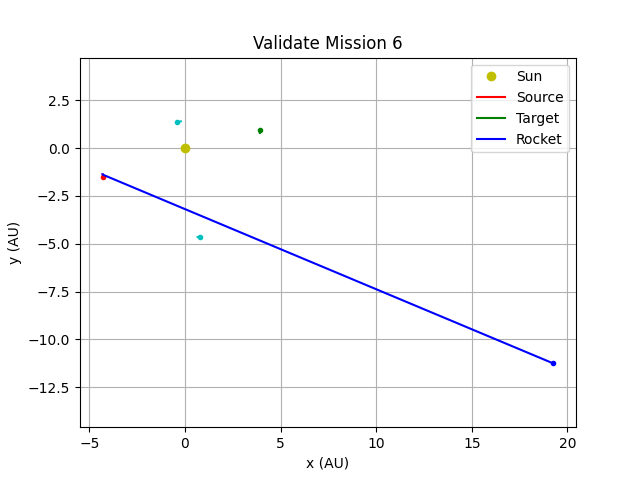 Validate Mission 6
Sun
Source
Target
Rocket
2.5
0.0
−2.5
−5.0
−7.5
−10.0
−12.5
y (AU)
−5
0
5
10
15
20
x (AU)